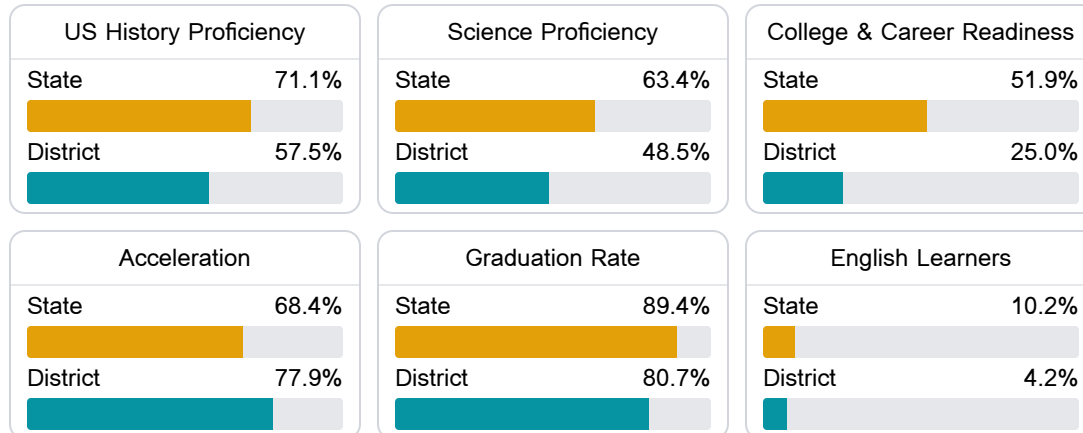 US History Proficiency
State 71.1%
District 57.5%
Science Proficiency
State 63.4%
District 48.5%
College & Career Readiness
State 51.9%
District 25.0%
Acceleration
State 68.4%
District 77.9%
Graduation Rate
State 89.4%
District 80.7%
English Learners
State 10.2%
District 4.2%